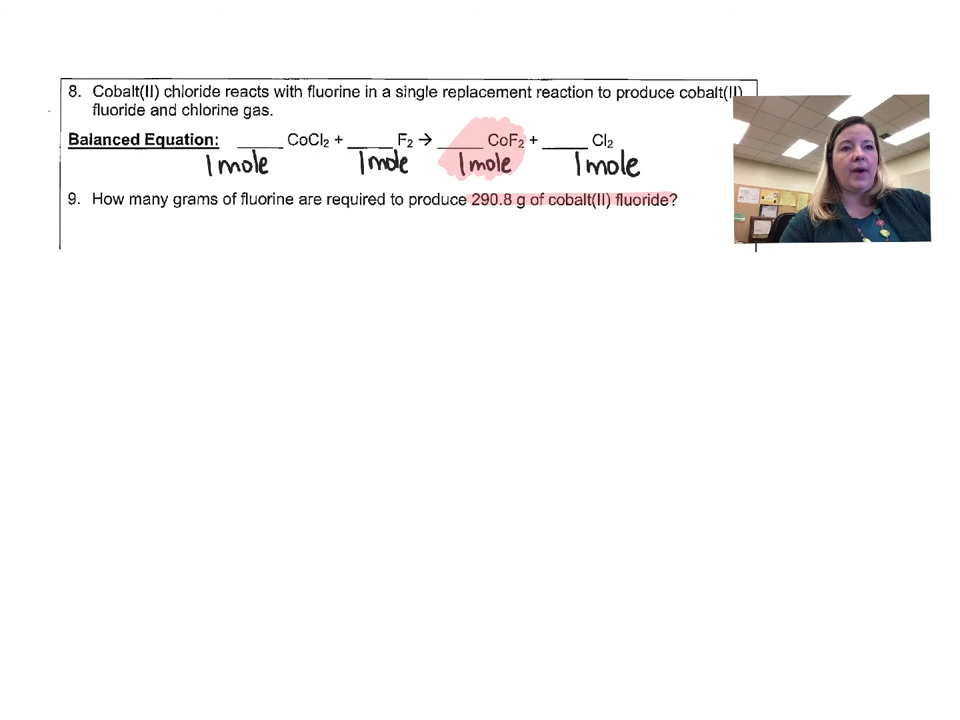 8. Cobalt(II) chloride reacts with fluorine in a single replacement reaction to produce cobalt(II)
fluoride and chlorine gas.
Balanced Equation: _____ CoCl₂ + _____ F₂ → _____ CoF₂ + _____ Cl₂
1 mole 1 mole 1 mole 1 mole
9. How many grams of fluorine are required to produce 290.8 g of cobalt(II) fluoride?